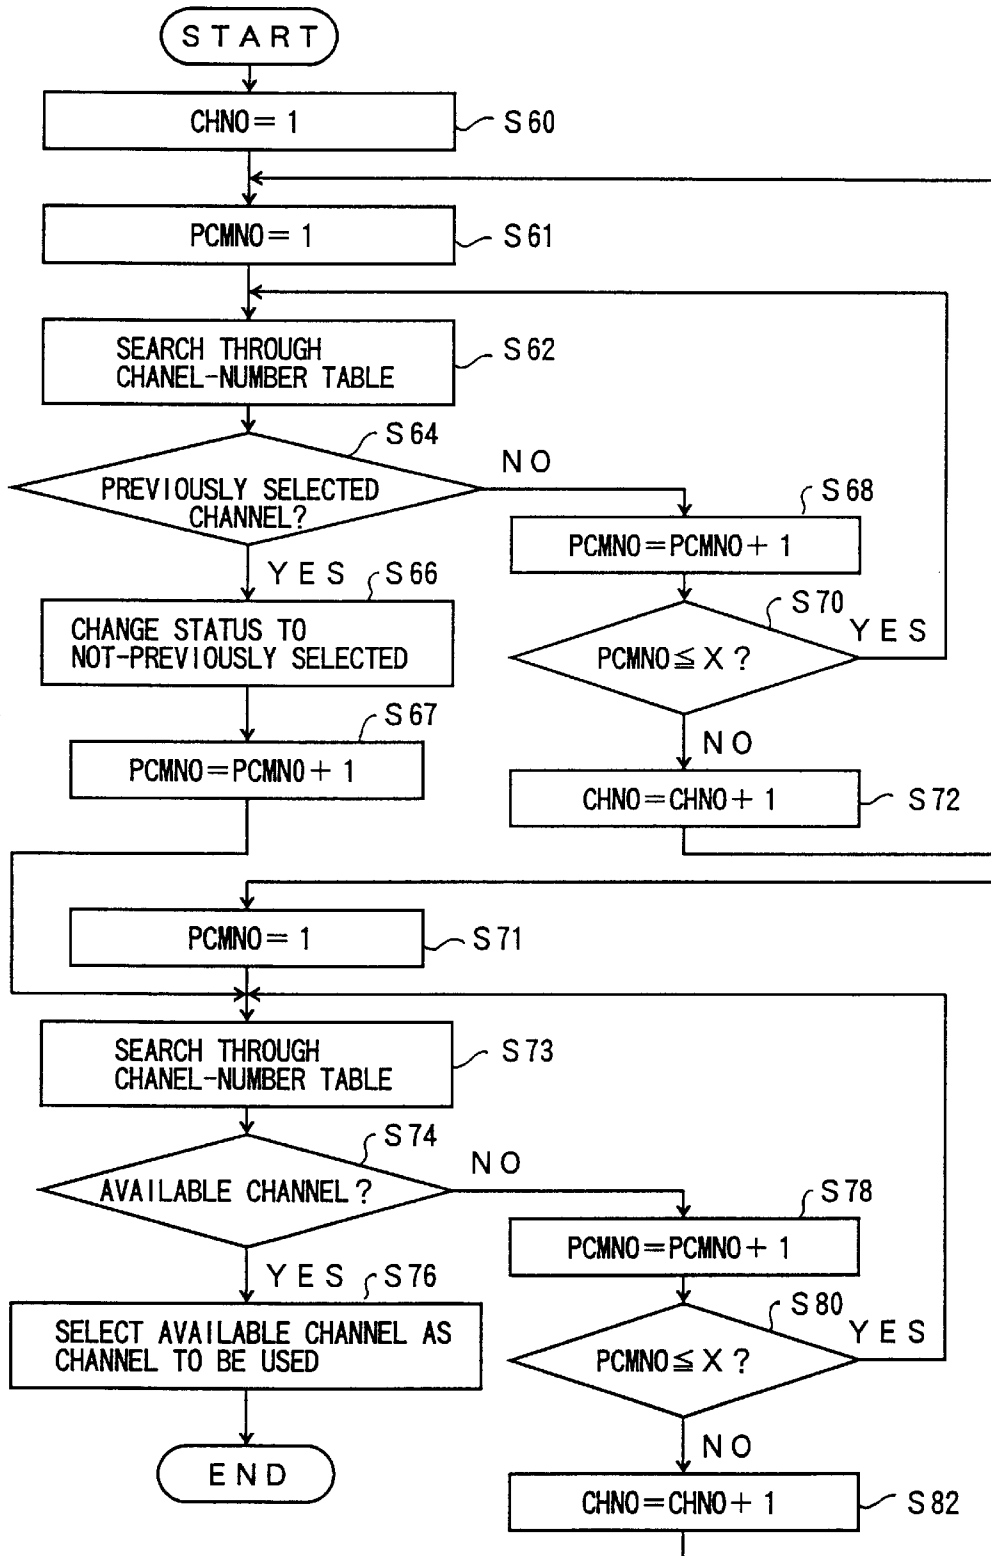 START
CHNO=1
S60
PCMNO=1
S61
SEARCH THROUGH
CHANEL-NUMBER TABLE
S62
S64
PREVIOUSLY SELECTED
CHANNEL?
NO
YES
S66
CHANGE STATUS TO
NOT-PREVIOUSLY SELECTED
S67
PCMNO=PCMNO+1
S68
PCMNO=PCMNO+1
S70
PCMNO≦X?
YES
NO
CHNO=CHNO+1
S72
PCMNO=1
S71
SEARCH THROUGH
CHANEL-NUMBER TABLE
S73
S74
AVAILABLE CHANNEL?
NO
YES
S76
SELECT AVAILABLE CHANNEL AS
CHANNEL TO BE USED
END
S78
PCMNO=PCMNO+1
S80
PCMNO≦X?
YES
NO
CHNO=CHNO+1
S82